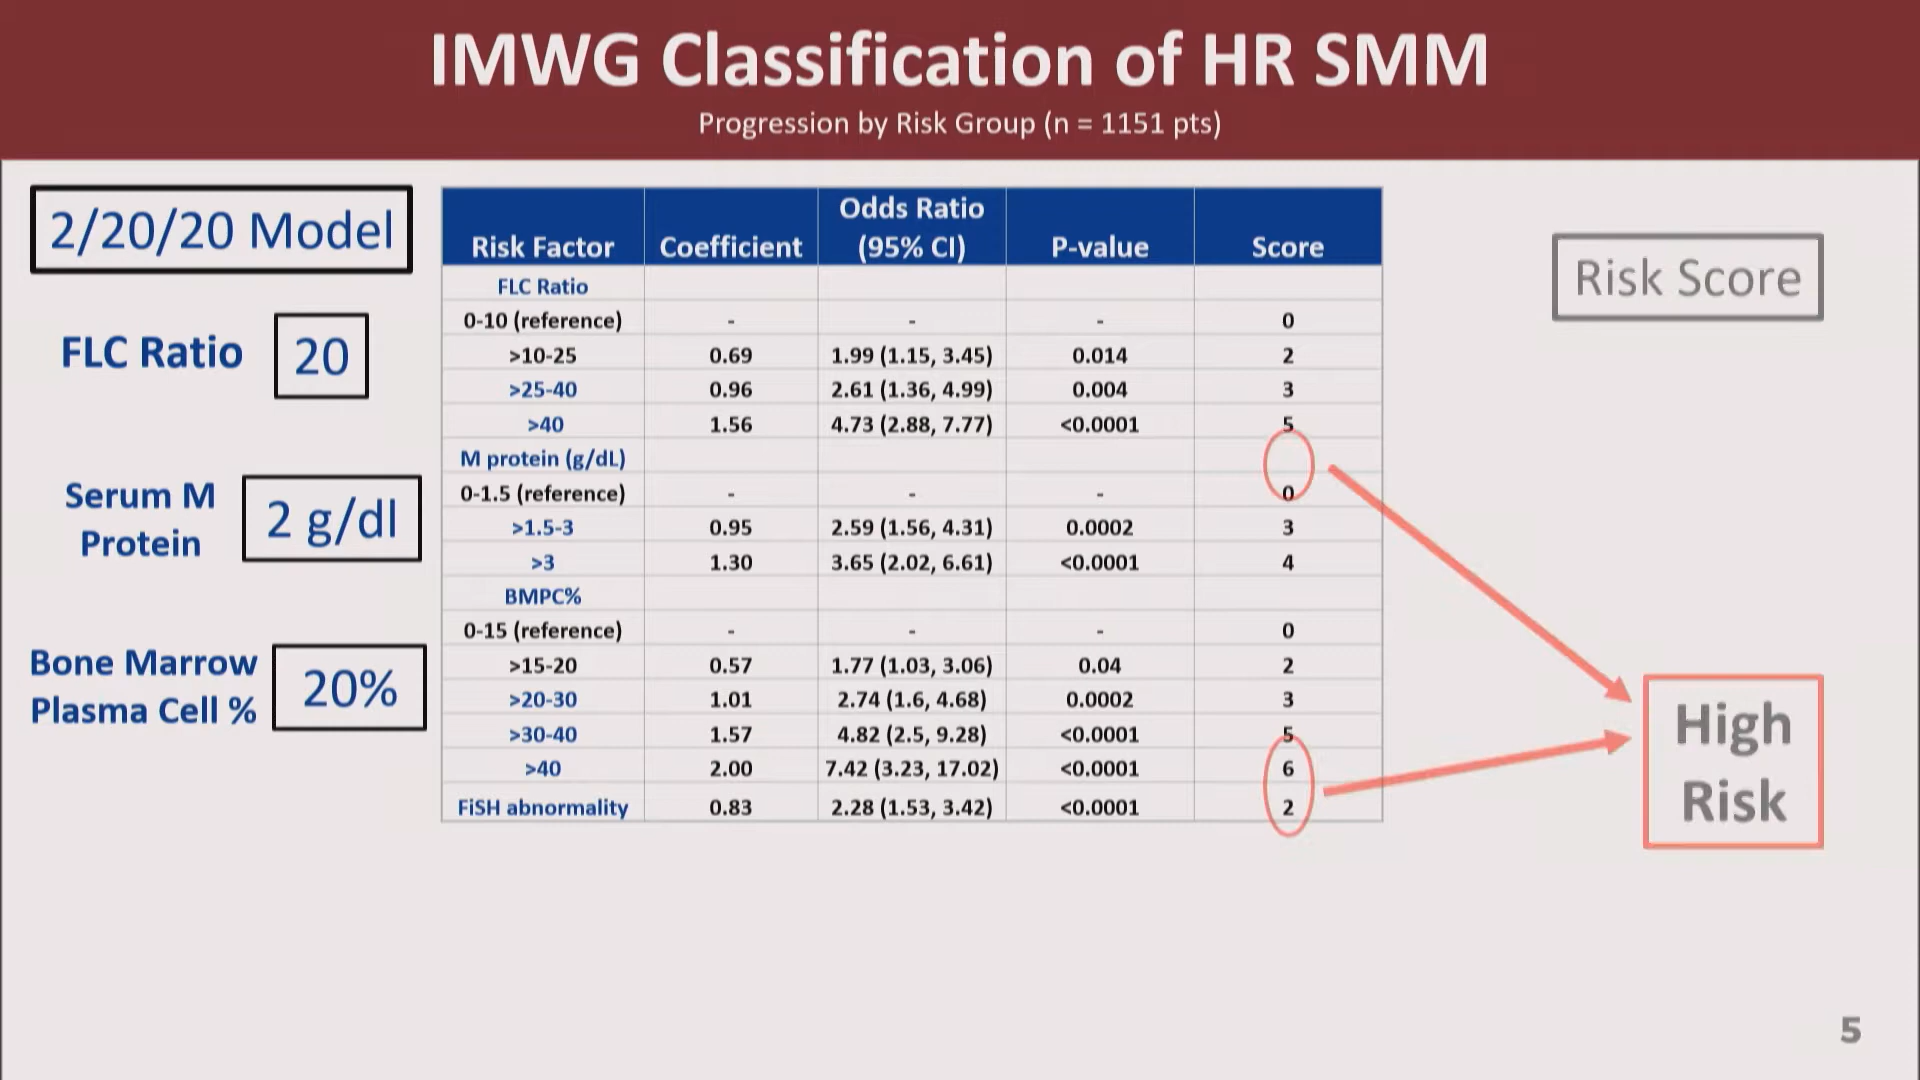 IMWG Classification of HR SMM
Progression by Risk Group (n = 1151 pts)
2/20/20 Model
FLC Ratio 20
Serum M
Protein
2 g/dl
Bone Marrow
Plasma Cell %
20%
Risk Factor Coefficient Odds Ratio (95% CI) P-value Score
FLC Ratio
0-10 (reference) - - - 0
>10-25 0.69 1.99 (1.15, 3.45) 0.014 2
>25-40 0.96 2.61 (1.36, 4.99) 0.004 3
>40 1.56 4.73 (2.88, 7.77) <0.0001 5
M protein (g/dL)
0-1.5 (reference) - - - 0
>1.5-3 0.95 2.59 (1.56, 4.31) 0.0002 3
>3 1.30 3.65 (2.02, 6.61) <0.0001 4
BMPC%
0-15 (reference) - - - 0
>15-20 0.57 1.77 (1.03, 3.06) 0.04 2
>20-30 1.01 2.74 (1.6, 4.68) 0.0002 3
>30-40 1.57 4.82 (2.5, 9.28) <0.0001 5
>40 2.00 7.42 (3.23, 17.02) <0.0001 6
FiSH abnormality 0.83 2.28 (1.53, 3.42) <0.0001 2
Risk Score
High
Risk
5